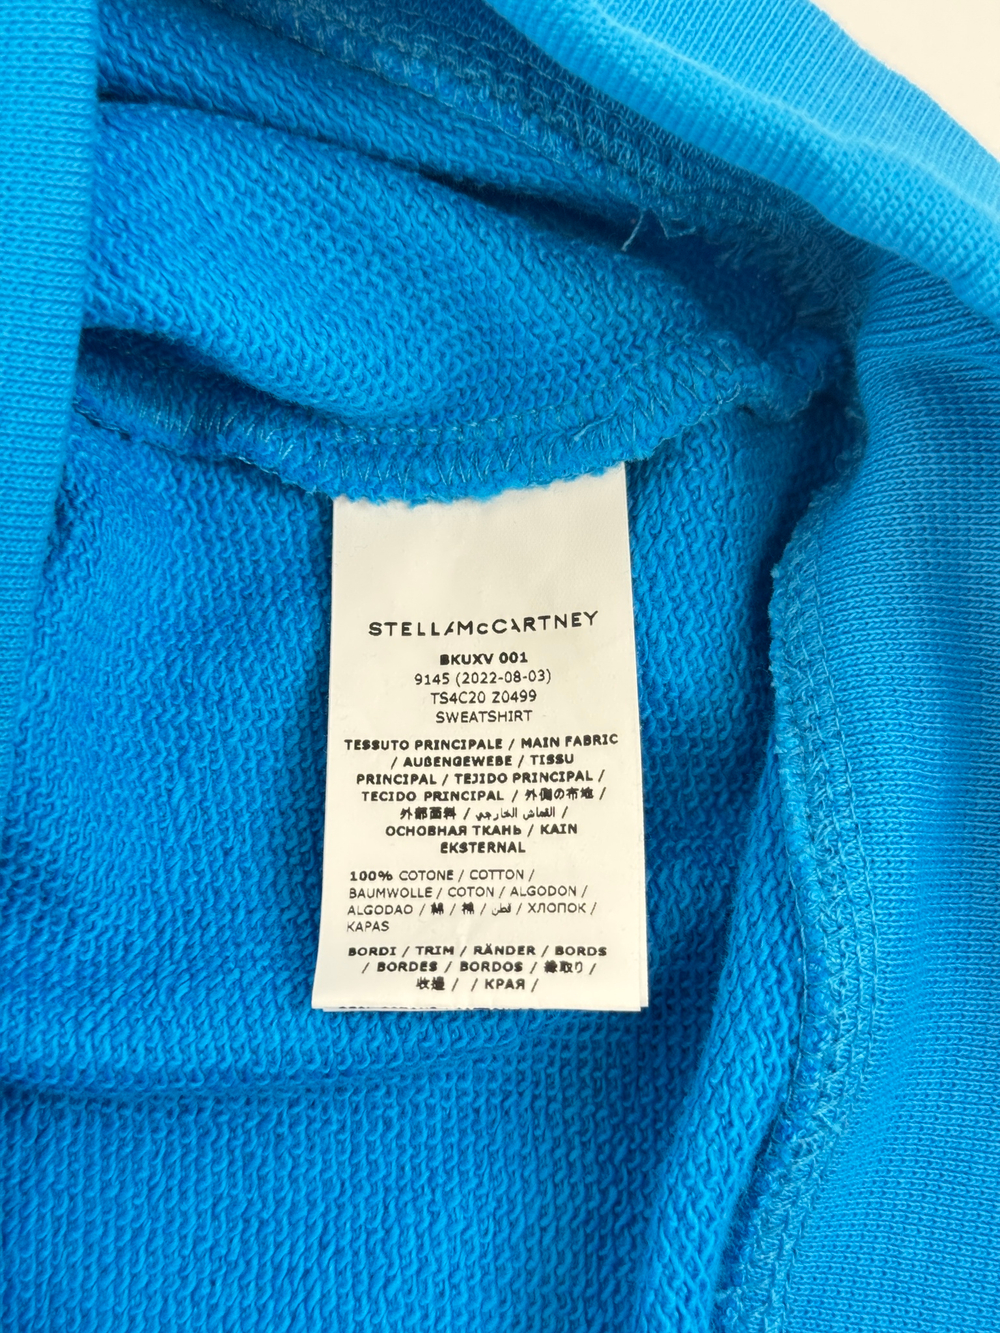 STELLAMcCARTNEY
BKUXV 001
9145 (2022-08-03)
TS4C20 Z0499
SWEATSHIRT
TESSUTO PRINCIPALE / MAIN FABRIC
/ AUßENGEWEBE / TISSU
PRINCIPAL / TEJIDO PRINCIPAL /
TECIDO PRINCIPAL / 外側の布地 /
外部面料 / القماش الخارجي /
ОСНОВНАЯ ТКАНЬ / KAIN
EKSTERNAL
100% COTONE / COTTON /
BAUMWOLLE / COTON / ALGODON /
ALGODAO / 綿 / 棉 / قطن / ХЛОПОК /
KAPAS
BORDI / TRIM / RÄNDER / BORDS
/ BORDES / BORDOS / 縁取り /
收邊 / / КРАЯ /